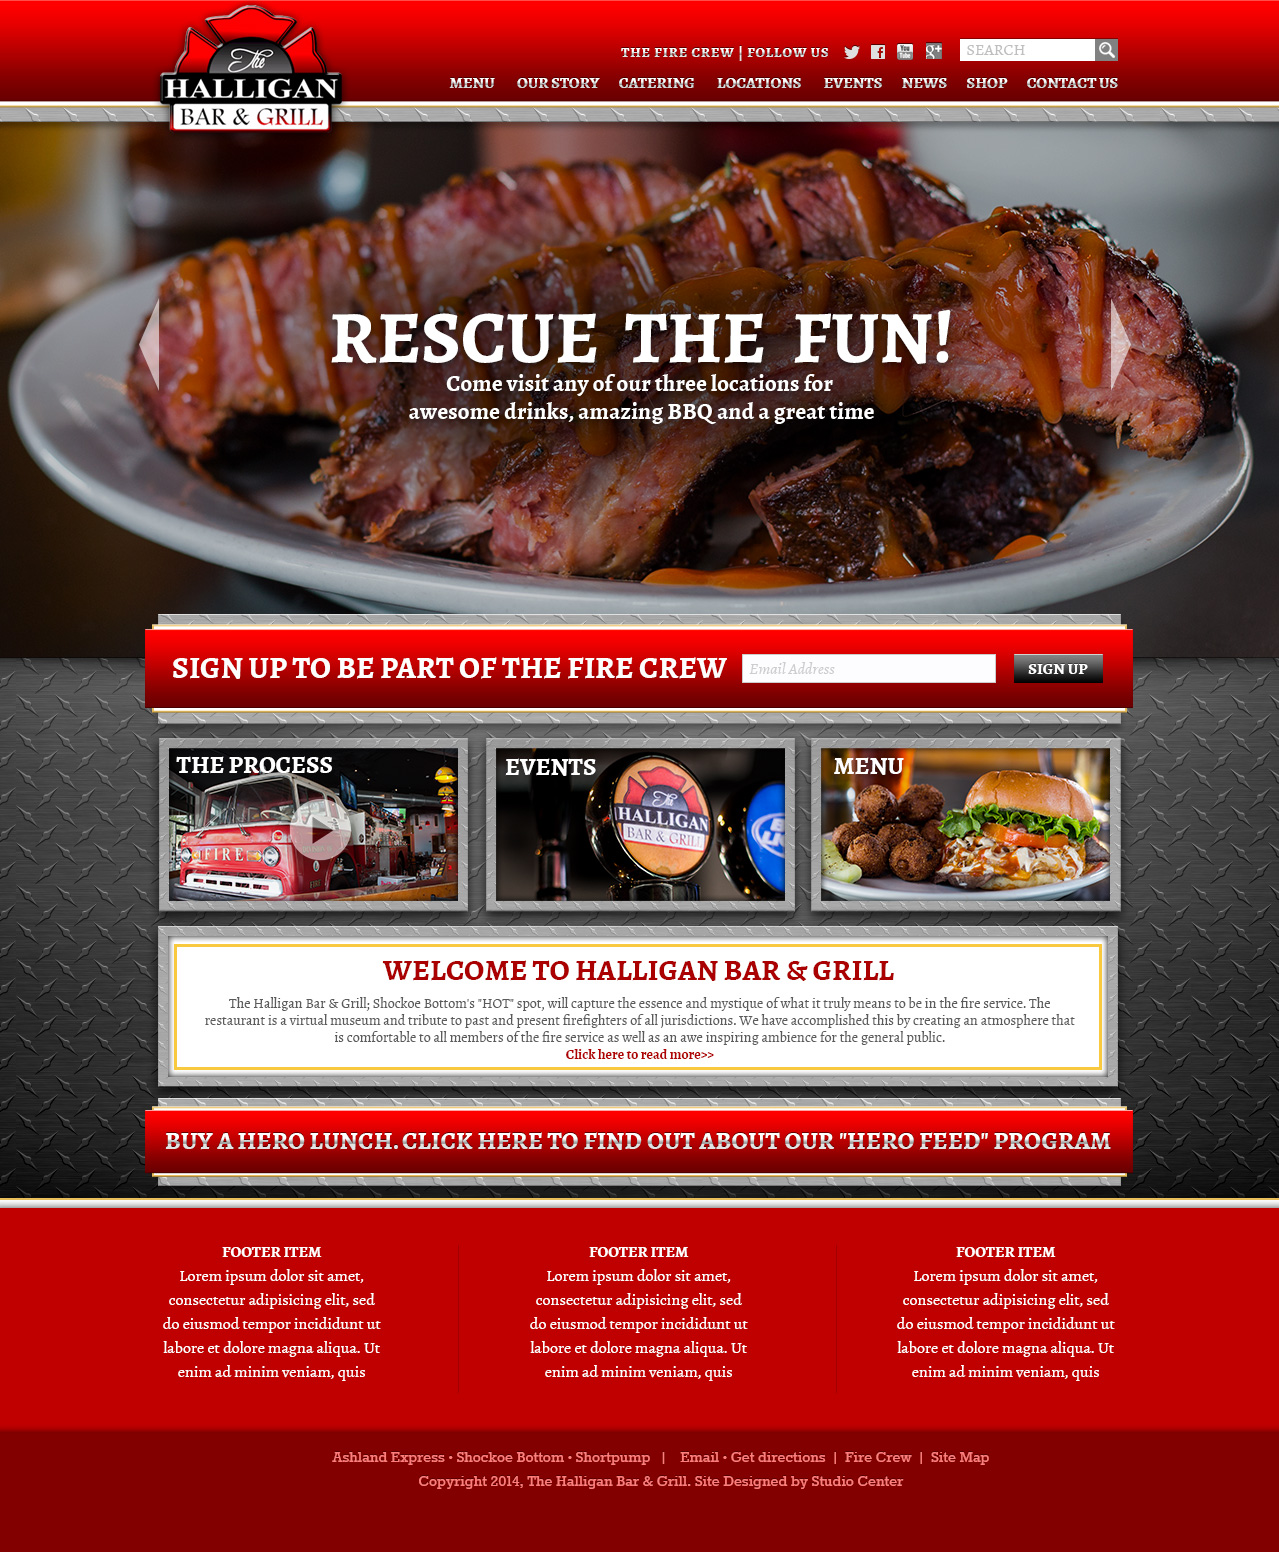 The
HALLIGAN
BAR & GRILL
THE FIRE CREW | FOLLOW US
You
Tube
g+
SEARCH
MENU OUR STORY CATERING LOCATIONS EVENTS NEWS SHOP CONTACT US
RESCUE THE FUN!
Come visit any of our three locations for
awesome drinks, amazing BBQ and a great time
SIGN UP TO BE PART OF THE FIRE CREW
Email Address
SIGN UP
THE PROCESS
FIRE
EVENTS
The
HALLIGAN
BAR & GRILL
MENU
WELCOME TO HALLIGAN BAR & GRILL
The Halligan Bar & Grill; Shockoe Bottom's "HOT" spot, will capture the essence and mystique of what it truly means to be in the fire service. The
restaurant is a virtual museum and tribute to past and present firefighters of all jurisdictions. We have accomplished this by creating an atmosphere that
is comfortable to all members of the fire service as well as an awe inspiring ambience for the general public.
Click here to read more>>
BUY A HERO LUNCH. CLICK HERE TO FIND OUT ABOUT OUR "HERO FEED" PROGRAM
FOOTER ITEM
Lorem ipsum dolor sit amet,
consectetur adipisicing elit, sed
do eiusmod tempor incididunt ut
labore et dolore magna aliqua. Ut
enim ad minim veniam, quis
FOOTER ITEM
Lorem ipsum dolor sit amet,
consectetur adipisicing elit, sed
do eiusmod tempor incididunt ut
labore et dolore magna aliqua. Ut
enim ad minim veniam, quis
FOOTER ITEM
Lorem ipsum dolor sit amet,
consectetur adipisicing elit, sed
do eiusmod tempor incididunt ut
labore et dolore magna aliqua. Ut
enim ad minim veniam, quis
Ashland Express • Shockoe Bottom • Shortpump | Email • Get directions | Fire Crew | Site Map
Copyright 2014, The Halligan Bar & Grill. Site Designed by Studio Center